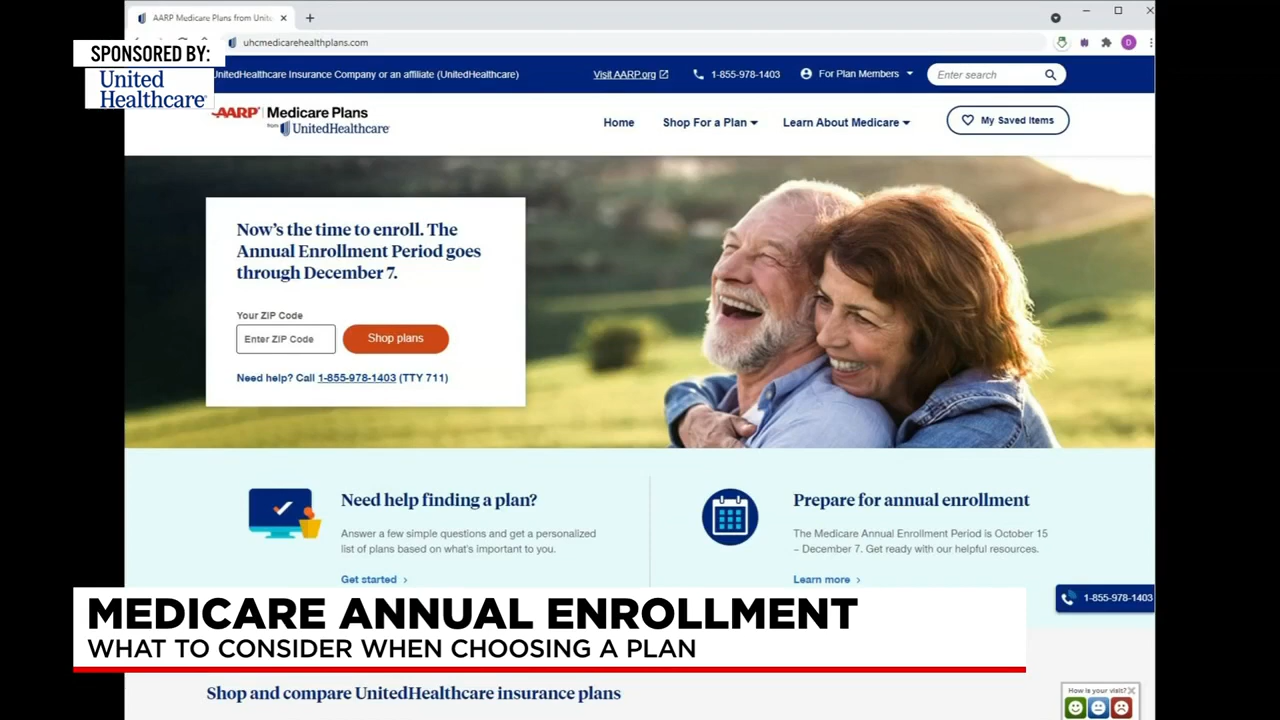 AARP Medicare Plans from Unit
uhcmedicarehealthplans.com
SPONSORED BY:
United
Healthcare
UnitedHealthcare Insurance Company or an affiliate (UnitedHealthcare)
Visit AARP.org
1-855-978-1403
For Plan Members
Enter search
AARP Medicare Plans
from UnitedHealthcare
Home
Shop For a Plan
Learn About Medicare
My Saved Items
Now's the time to enroll. The
Annual Enrollment Period goes
through December 7.
Your ZIP Code
Enter ZIP Code
Shop plans
Need help? Call 1-855-978-1403 (TTY 711)
Need help finding a plan?
Answer a few simple questions and get a personalized
list of plans based on what's important to you.
Get started
Prepare for annual enrollment
The Medicare Annual Enrollment Period is October 15
– December 7. Get ready with our helpful resources.
Learn more
1-855-978-1403
MEDICARE ANNUAL ENROLLMENT
WHAT TO CONSIDER WHEN CHOOSING A PLAN
Shop and compare UnitedHealthcare insurance plans
How is your visit?
D